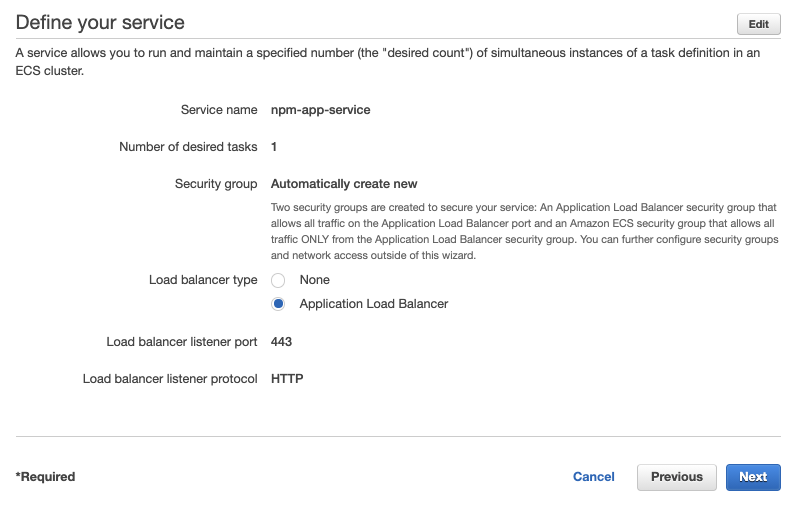 Define your service
Edit
A service allows you to run and maintain a specified number (the "desired count") of simultaneous instances of a task definition in an
ECS cluster.
Service name npm-app-service
Number of desired tasks 1
Security group Automatically create new
Two security groups are created to secure your service: An Application Load Balancer security group that
allows all traffic on the Application Load Balancer port and an Amazon ECS security group that allows all
traffic ONLY from the Application Load Balancer security group. You can further configure security groups
and network access outside of this wizard.
Load balancer type None
Application Load Balancer
Load balancer listener port 443
Load balancer listener protocol HTTP
*Required
Cancel
Previous
Next